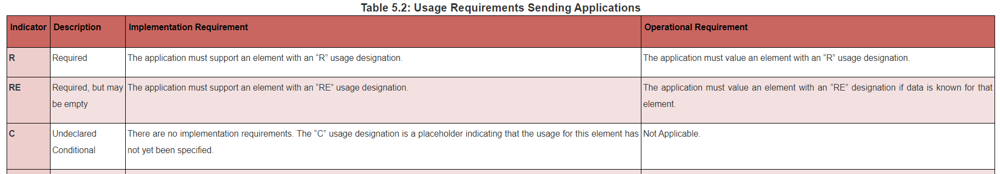 Table 5.2: Usage Requirements Sending Applications
Indicator Description Implementation Requirement Operational Requirement
R Required The application must support an element with an “R” usage designation. The application must value an element with an “R” usage designation.
RE Required, but may The application must support an element with an “RE” usage designation. The application must value an element with an “RE” designation if data is known for that
be empty element.
C Undeclared There are no implementation requirements. The “C” usage designation is a placeholder indicating that the usage for this element has Not Applicable.
Conditional not yet been specified.